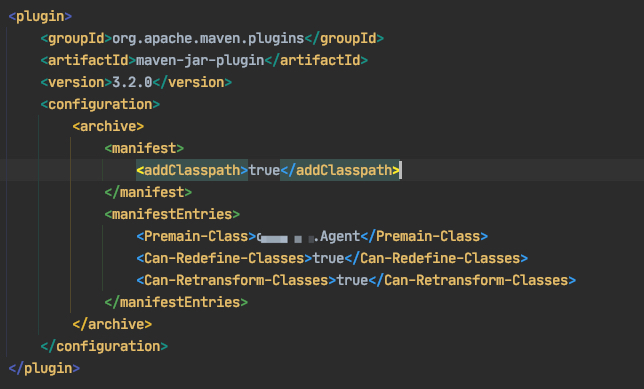 <plugin>
<groupId>org.apache.maven.plugins</groupId>
<artifactId>maven-jar-plugin</artifactId>
<version>3.2.0</version>
<configuration>
<archive>
<manifest>
<addClasspath>true</addClasspath>
</manifest>
<manifestEntries>
<Premain-Class>.Agent</Premain-Class>
<Can-Redefine-Classes>true</Can-Redefine-Classes>
<Can-Retransform-Classes>true</Can-Retransform-Classes>
</manifestEntries>
</archive>
</configuration>
</plugin>